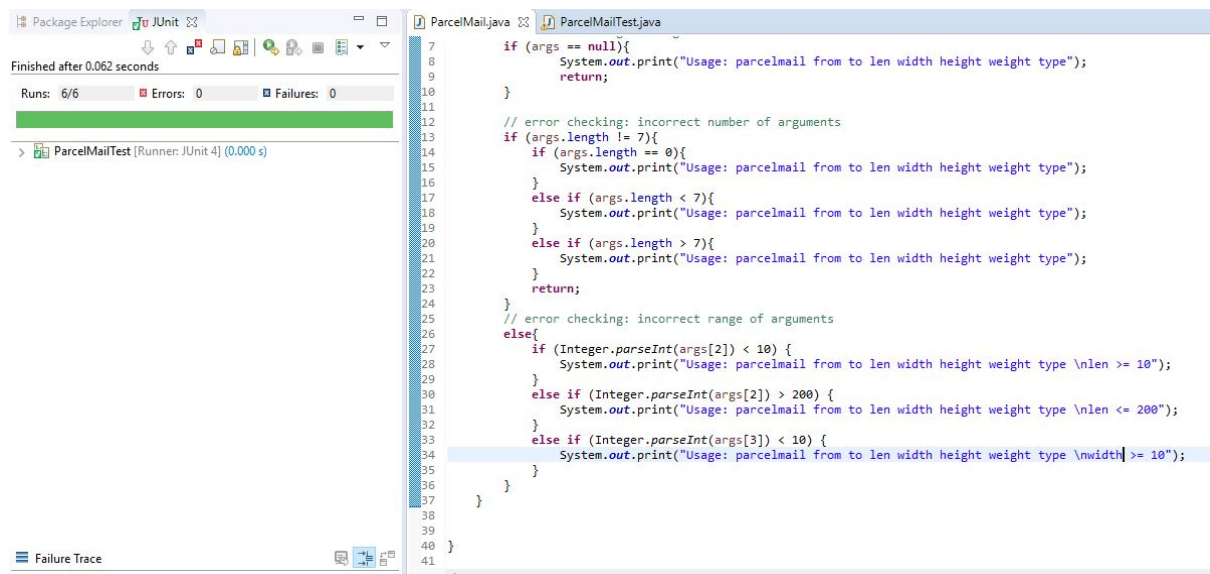 Package Explorer JUnit
Finished after 0.062 seconds
Runs: 6/6 Errors: 0 Failures: 0
ParcelMailTest [Runner: JUnit 4] (0.000 s)
Failure Trace
ParcelMail.java ParcelMailTest.java
7 if (args == null){
8 System.out.print("Usage: parcelmail from to len width height weight type");
9 return;
10 }
11
12 // error checking: incorrect number of arguments
13 if (args.length != 7){
14 if (args.length == 0){
15 System.out.print("Usage: parcelmail from to len width height weight type");
16 }
17 else if (args.length < 7){
18 System.out.print("Usage: parcelmail from to len width height weight type");
19 }
20 else if (args.length > 7){
21 System.out.print("Usage: parcelmail from to len width height weight type");
22 }
23 return;
24 }
25 // error checking: incorrect range of arguments
26 else{
27 if (Integer.parseInt(args[2]) < 10) {
28 System.out.print("Usage: parcelmail from to len width height weight type \nlen >= 10");
29 }
30 else if (Integer.parseInt(args[2]) > 200) {
31 System.out.print("Usage: parcelmail from to len width height weight type \nlen <= 200");
32 }
33 else if (Integer.parseInt(args[3]) < 10) {
34 System.out.print("Usage: parcelmail from to len width height weight type \nwidth >= 10");
35 }
36 }
37 }
38
39
40 }
41